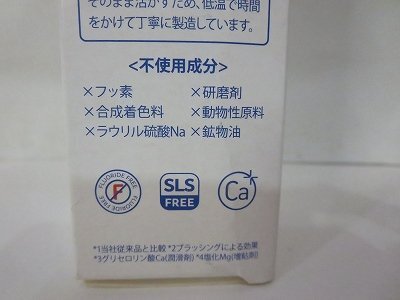 そのまま活かすため、低温で時間
をかけて丁寧に製造しています。
<不使用成分>
×フッ素 ×研磨剤
×合成着色料 ×動物性原料
×ラウリル硫酸Na ×鉱物油
FLUORIDE FREE
F
FLUORIDE FREE
SLS
FREE
Ca+
*1当社従来品と比較 *2ブラッシングによる効果
*3グリセロリン酸Ca(潤滑剤) *4塩化Mg(増粘剤)